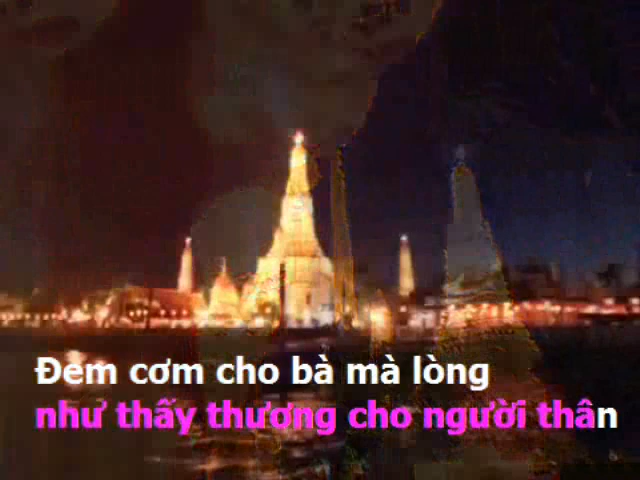 Đem cơm cho bà mà lòng
như thấy thương cho người thân